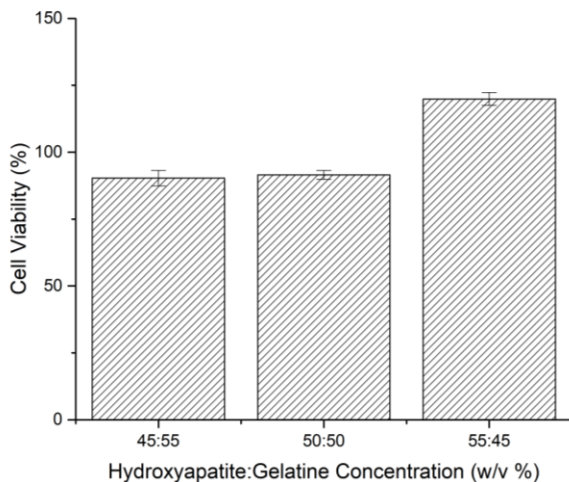 150
100
50
0
Cell Viability (%)
45:55 50:50 55:45
Hydroxyapatite:Gelatine Concentration (w/v %)